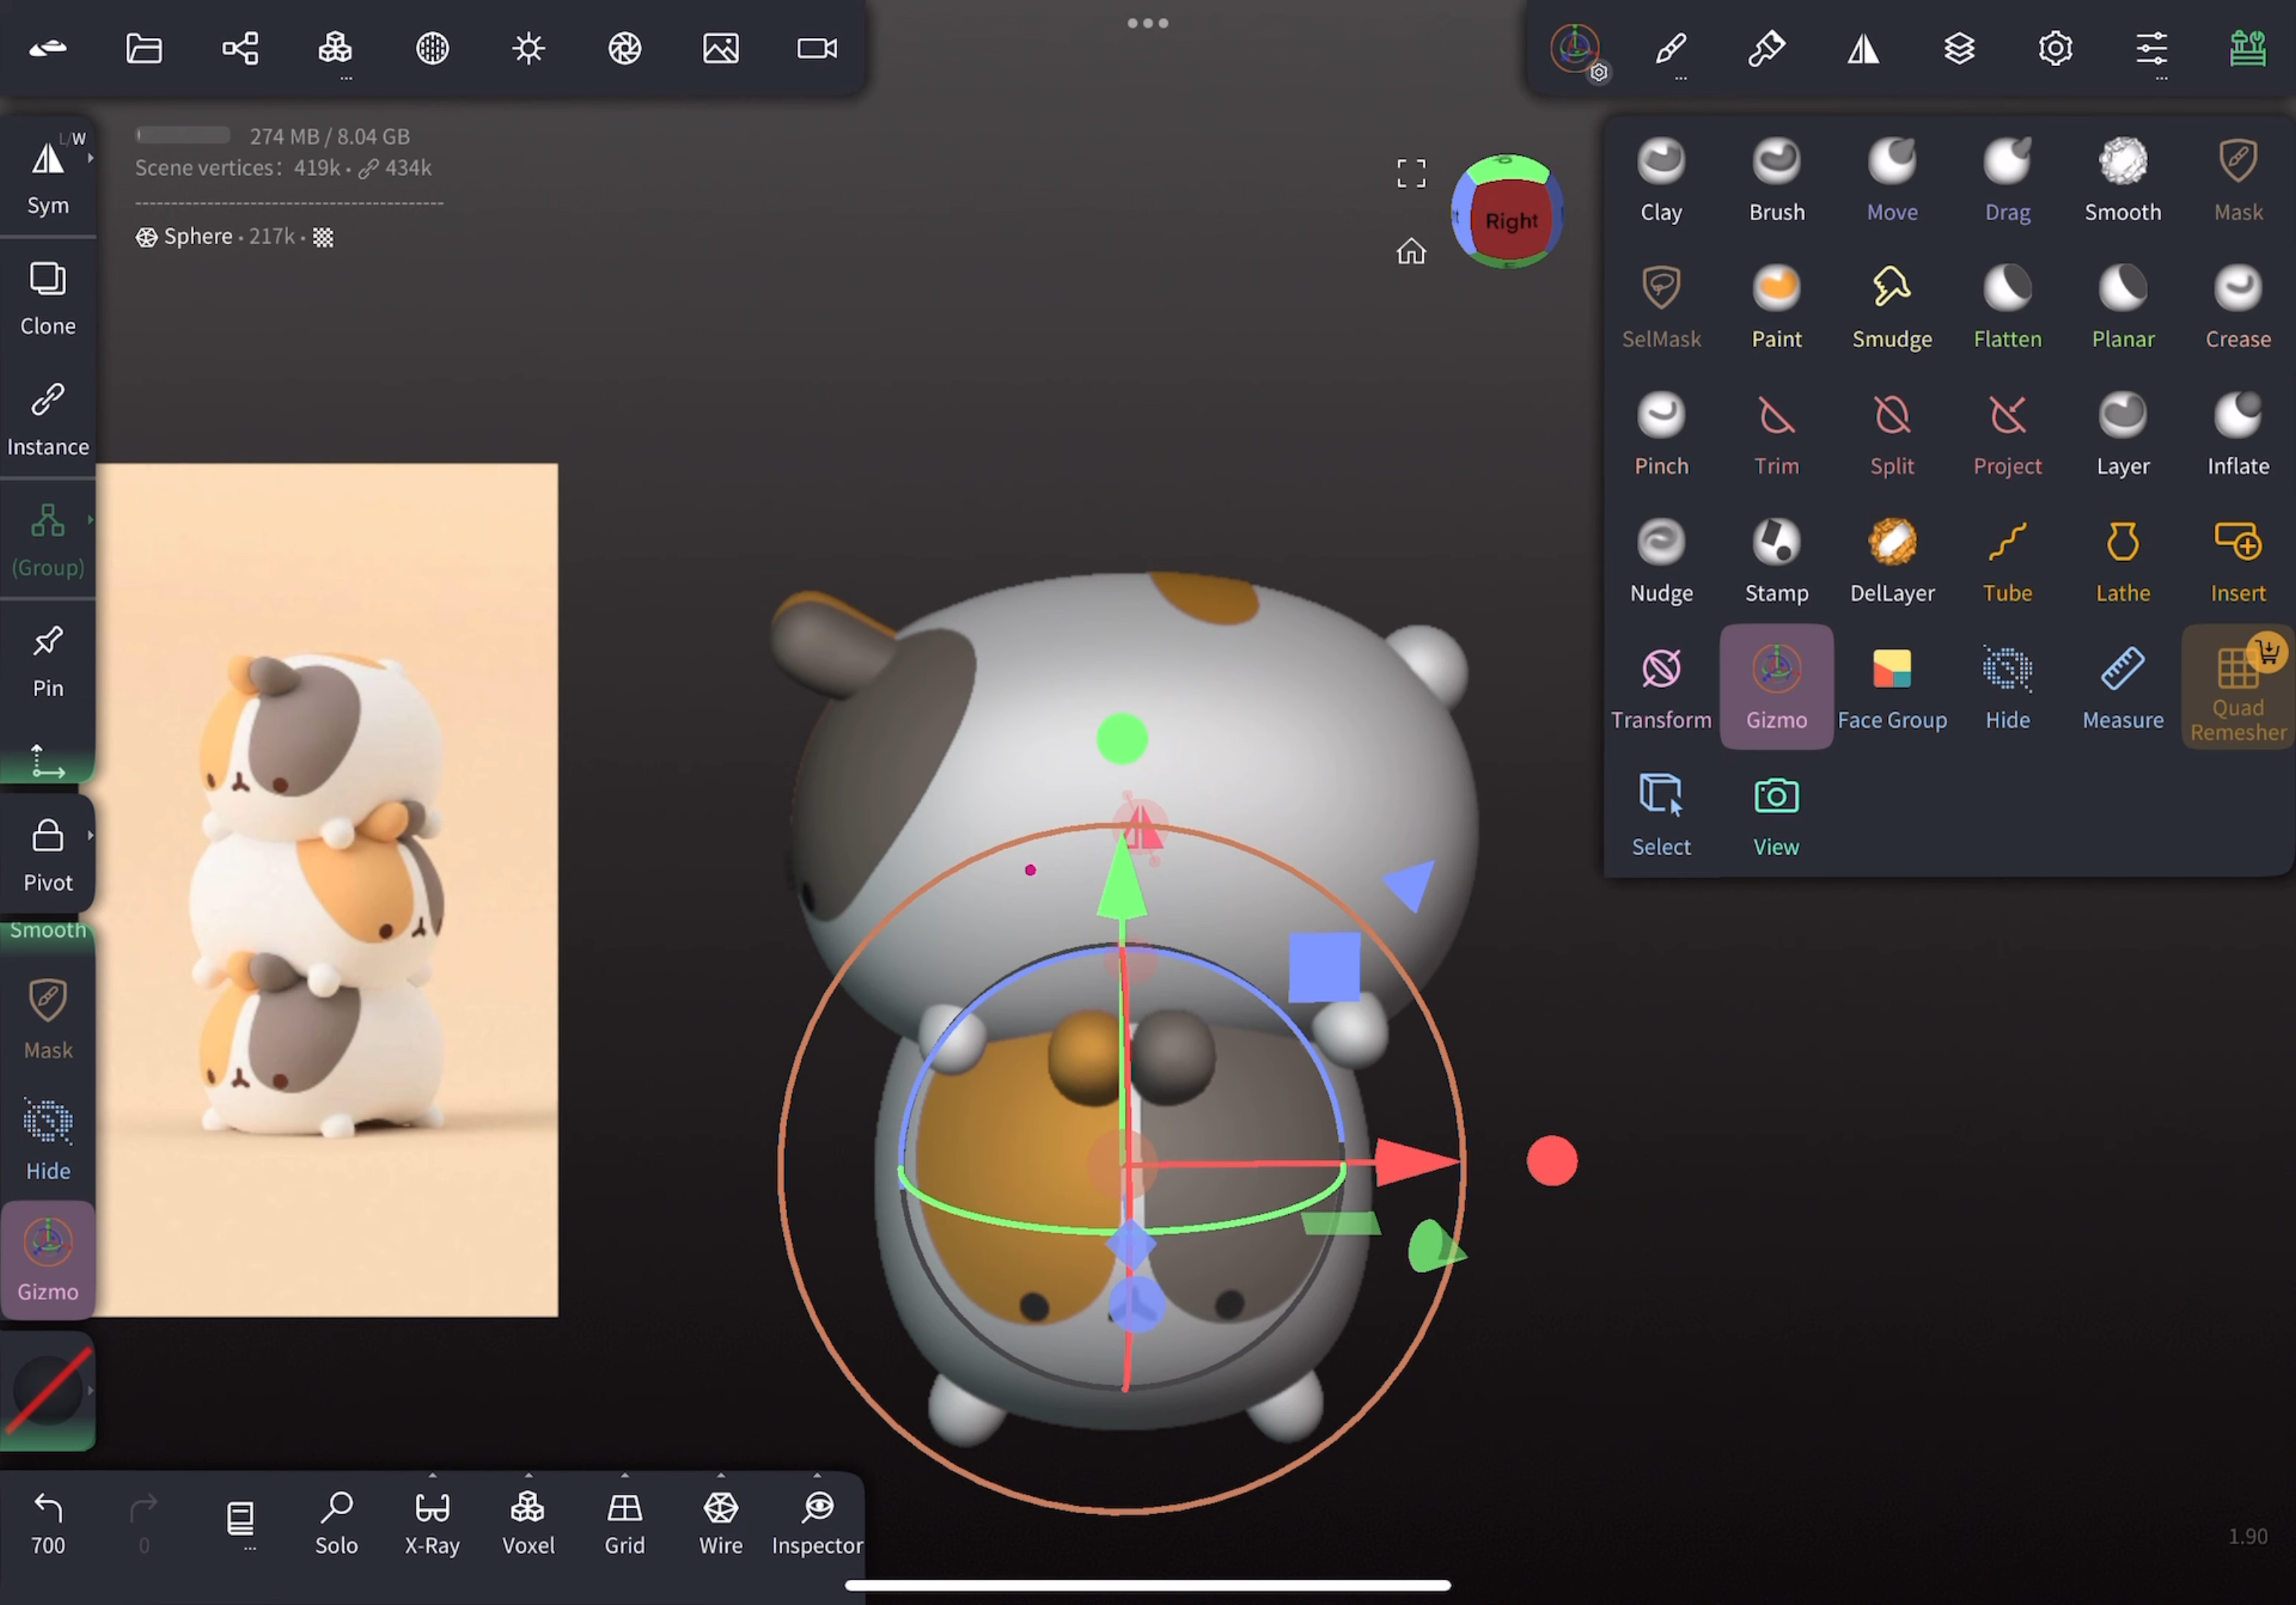 274 MB / 8.04 GB
Scene vertices: 419k • 434k
Sphere • 217k •
L/W
Sym
Clone
Instance
(Group)
Pin
Pivot
Smooth
Mask
Hide
Gizmo
Right
Clay Brush Move Drag Smooth Mask
SelMask Paint Smudge Flatten Planar Crease
Pinch Trim Split Project Layer Inflate
Nudge Stamp DelLayer Tube Lathe Insert
Transform Gizmo Face Group Hide Measure Quad
Remesher
Select View
700 0 ... Solo X-Ray Voxel Grid Wire Inspector
1.90